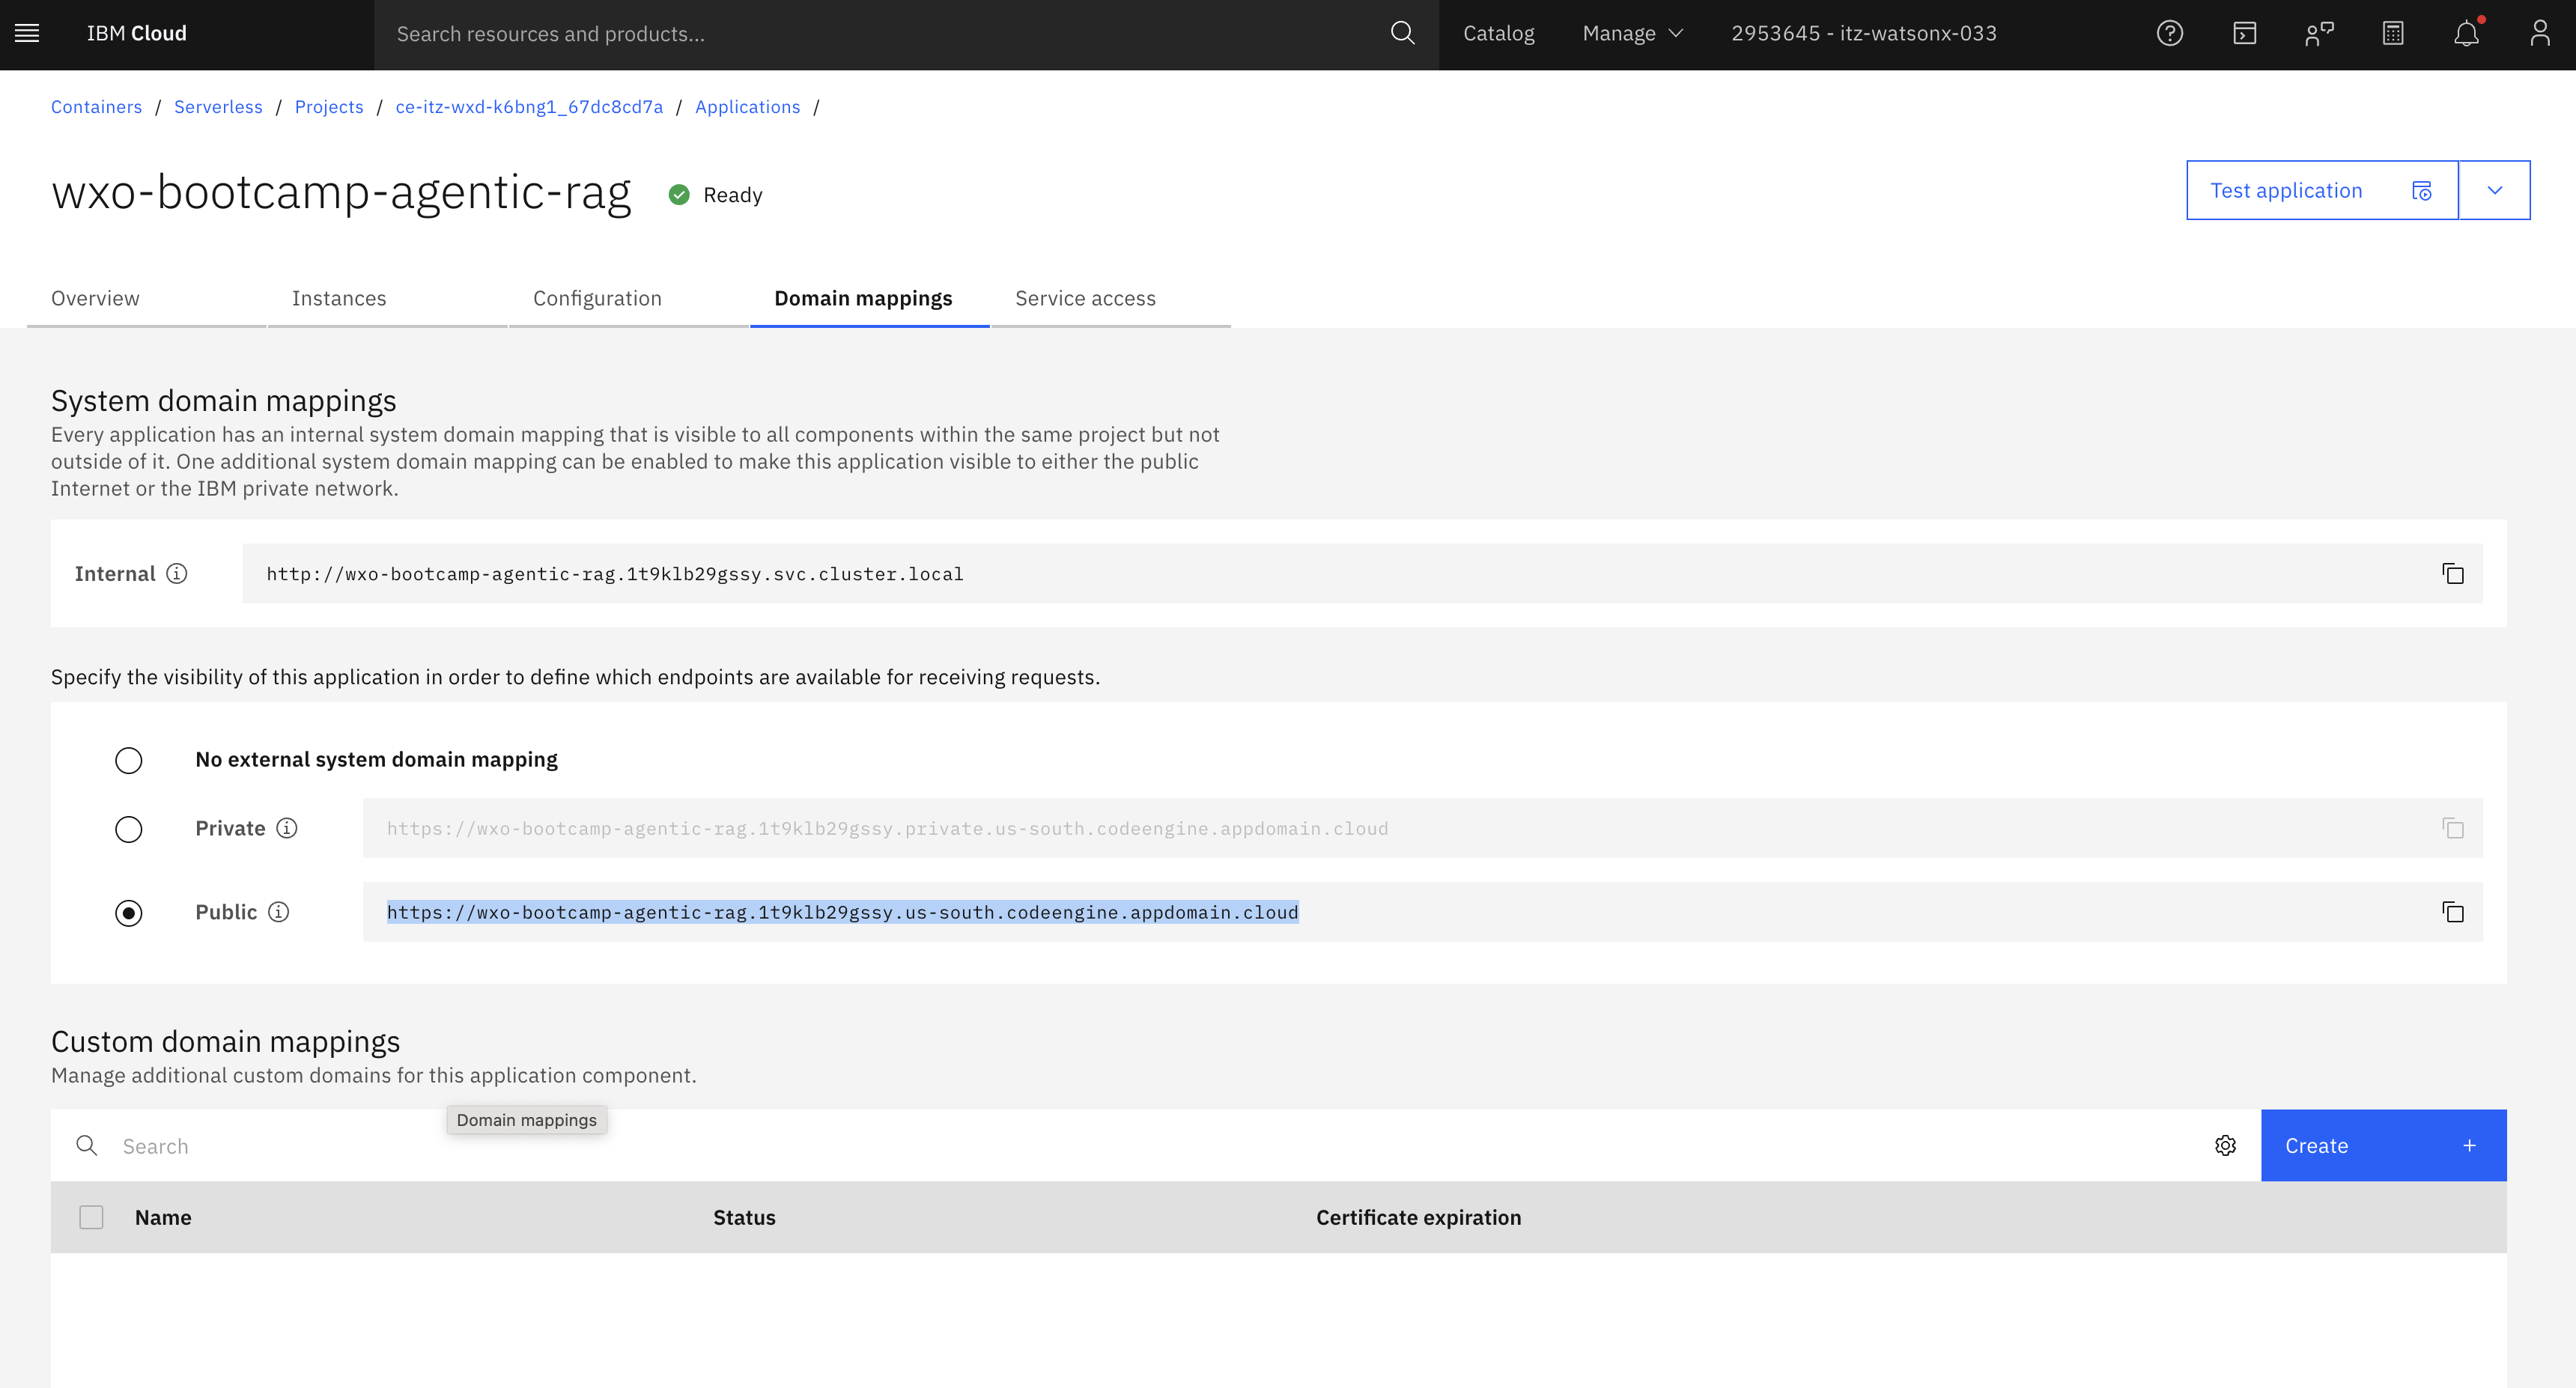 IBM Cloud
Search resources and products...
Catalog
Manage
2953645 - itz-watsonx-033
Containers / Serverless / Projects / ce-itz-wxd-k6bng1_67dc8cd7a / Applications /
wxo-bootcamp-agentic-rag
Ready
Test application
Overview
Instances
Configuration
Domain mappings
Service access
System domain mappings
Every application has an internal system domain mapping that is visible to all components within the same project but not
outside of it. One additional system domain mapping can be enabled to make this application visible to either the public
Internet or the IBM private network.
Internal
http://wxo-bootcamp-agentic-rag.1t9klb29gssy.svc.cluster.local
Specify the visibility of this application in order to define which endpoints are available for receiving requests.
No external system domain mapping
Private
https://wxo-bootcamp-agentic-rag.1t9klb29gssy.private.us-south.codeengine.appdomain.cloud
Public
https://wxo-bootcamp-agentic-rag.1t9klb29gssy.us-south.codeengine.appdomain.cloud
Custom domain mappings
Manage additional custom domains for this application component.
Domain mappings
Search
Create +
Name
Status
Certificate expiration